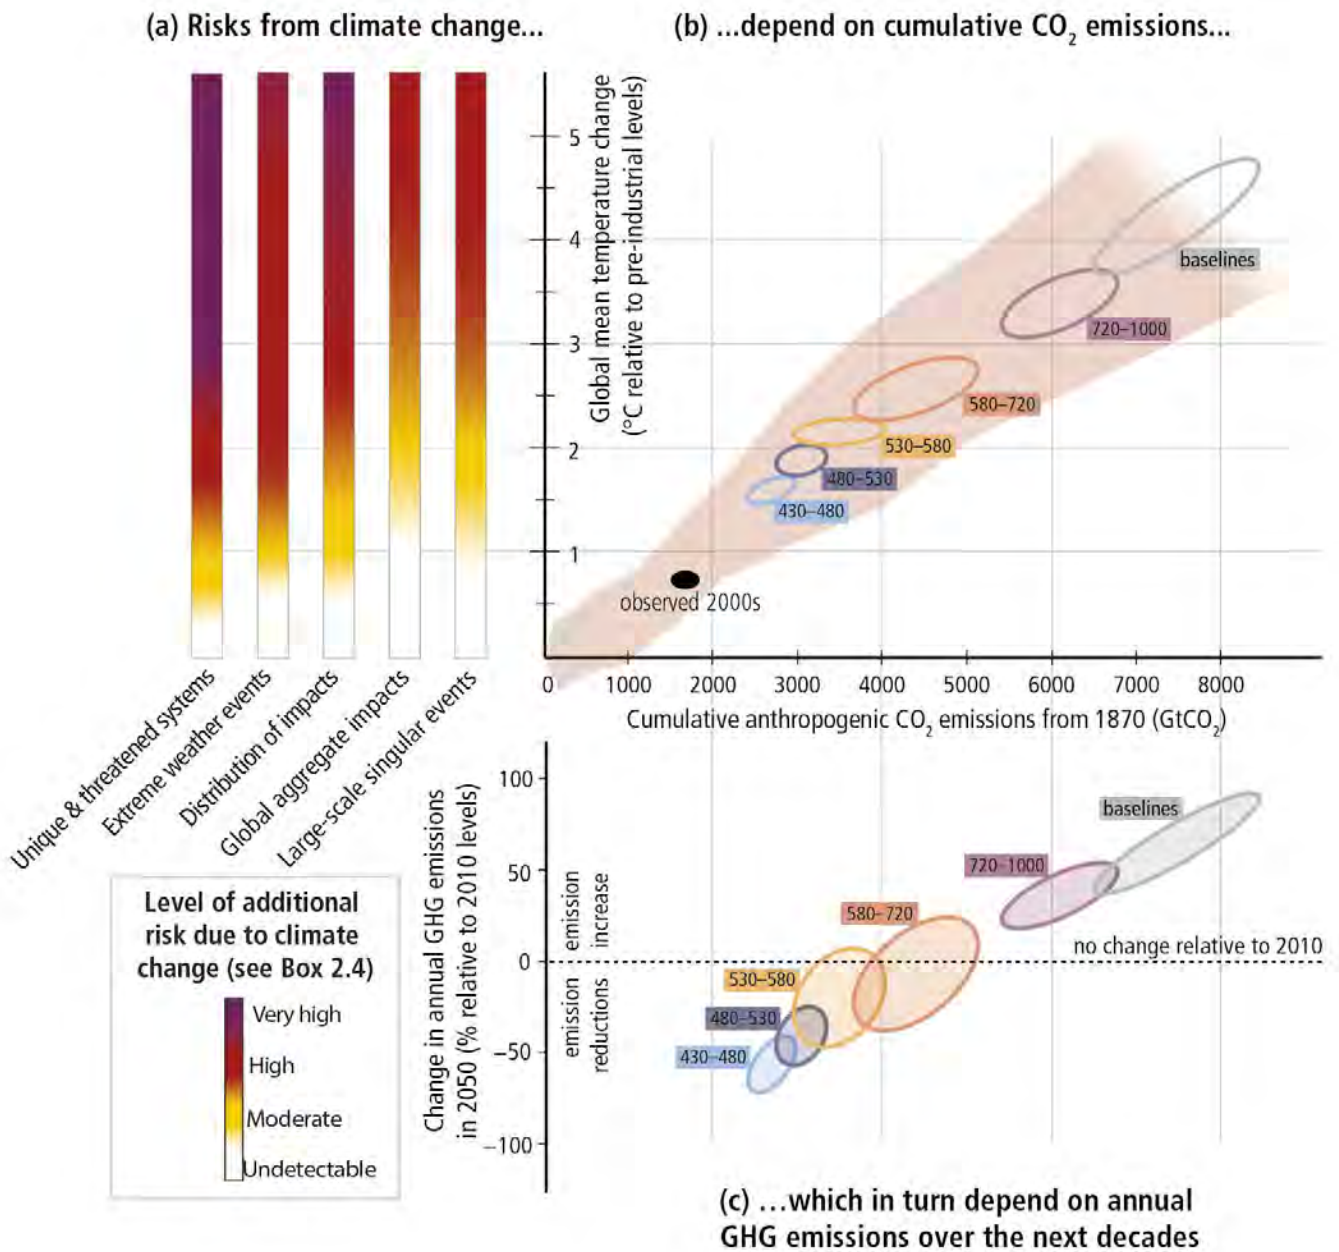 (a) Risks from climate change...
(b) ...depend on cumulative CO₂ emissions...
Global mean temperature change
(°C relative to pre-industrial levels)
5
4
3
2
1
baselines
720–1000
580–720
530–580
480–530
430–480
observed 2000s
0
1000
2000
3000
4000
5000
6000
7000
8000
Cumulative anthropogenic CO₂ emissions from 1870 (GtCO₂)
Unique & threatened systems
Extreme weather events
Distribution of impacts
Global aggregate impacts
Large-scale singular events
Level of additional
risk due to climate
change (see Box 2.4)
Very high
High
Moderate
Undetectable
Change in annual GHG emissions
in 2050 (% relative to 2010 levels)
100
50
0
−50
−100
emission
increase
emission
reductions
baselines
720–1000
580–720
no change relative to 2010
530–580
480–530
430–480
(c) ...which in turn depend on annual
GHG emissions over the next decades